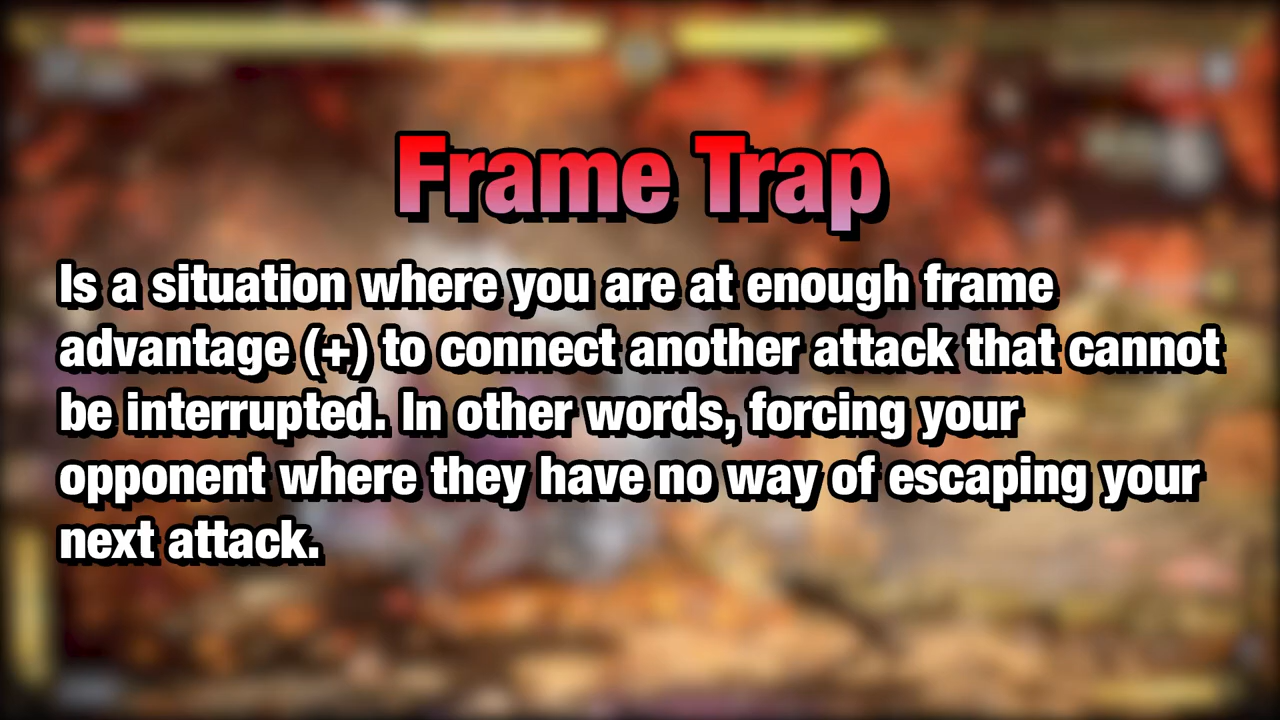 Frame Trap
Is a situation where you are at enough frame
advantage (+) to connect another attack that cannot
be interrupted. In other words, forcing your
opponent where they have no way of escaping your
next attack.